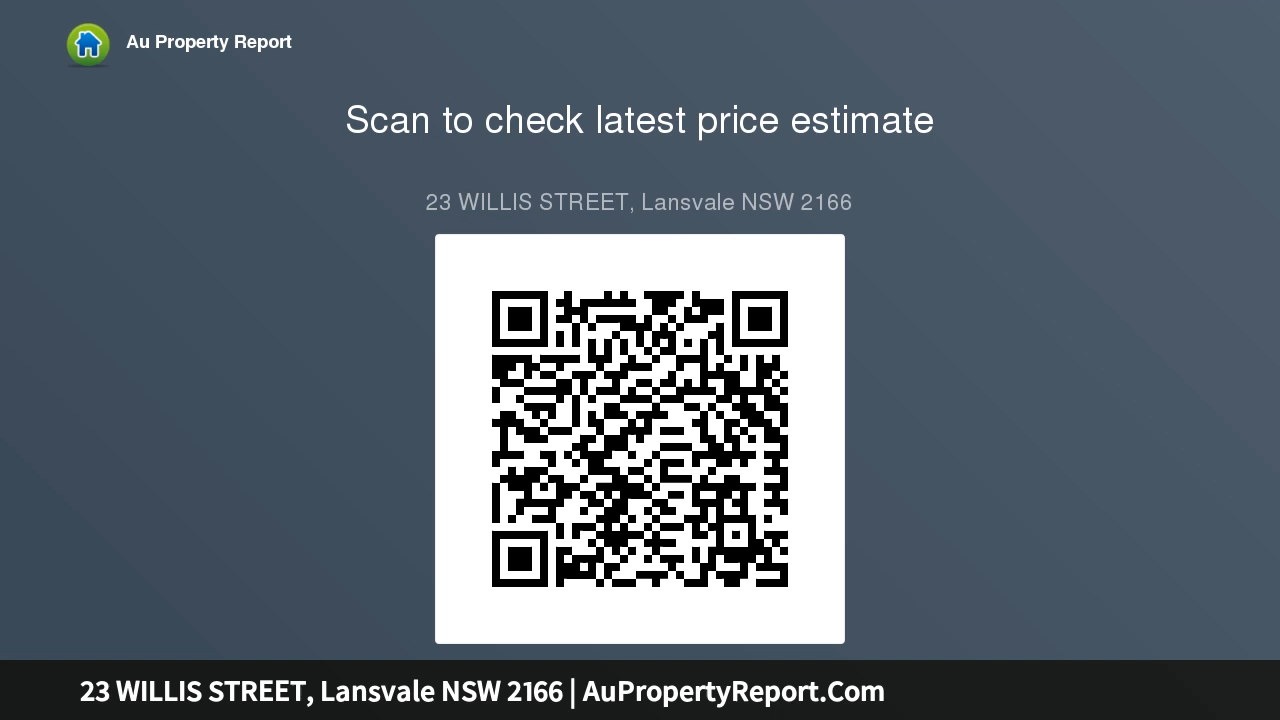 Au Property Report
Scan to check latest price estimate
23 WILLIS STREET, Lansvale NSW 2166
23 WILLIS STREET, Lansvale NSW 2166 | AuPropertyReport.Com